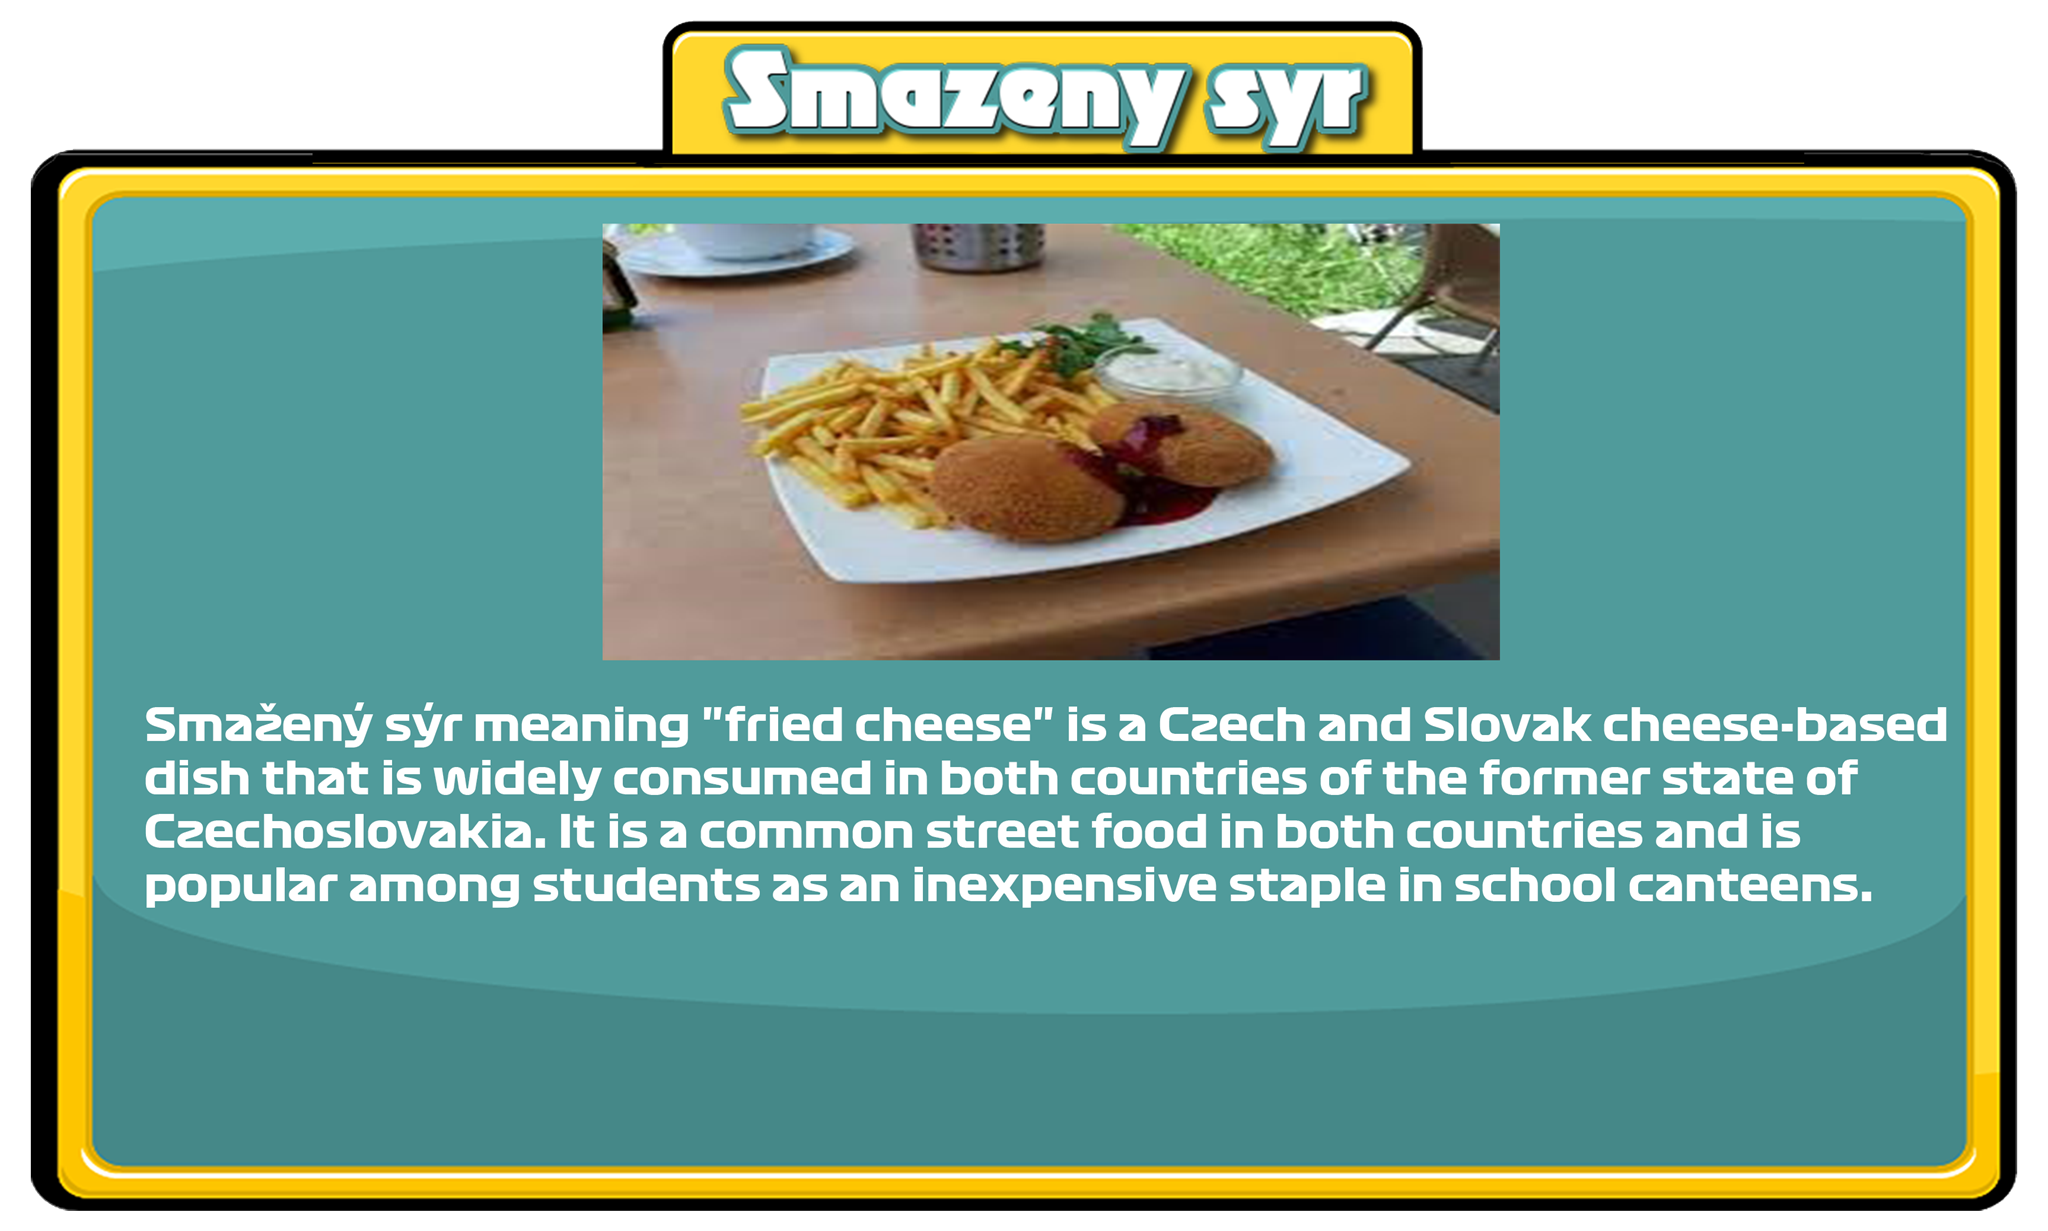 Smazeny syr
Smažený sýr meaning "fried cheese" is a Czech and Slovak cheese-based
dish that is widely consumed in both countries of the former state of
Czechoslovakia. It is a common street food in both countries and is
popular among students as an inexpensive staple in school canteens.